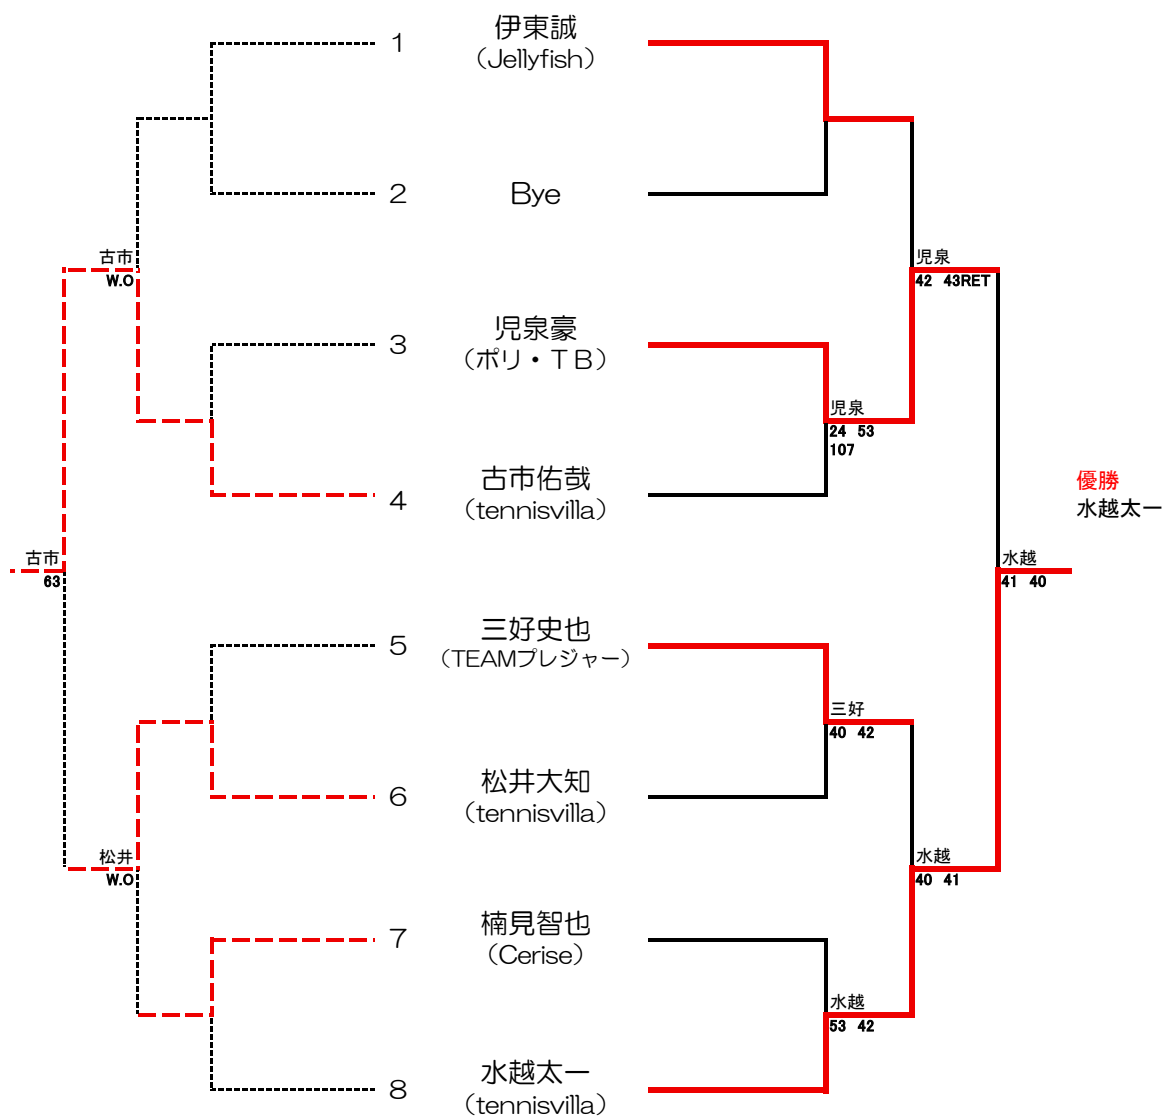 1
伊東誠
（Jellyfish）
2
Bye
古市
W.O
児泉
42 43RET
3
児泉豪
（ポリ・ＴＢ）
児泉
24 53
107
4
古市佑哉
（tennisvilla）
優勝
水越太一
古市
63
水越
41 40
5
三好史也
（TEAMプレジャー）
三好
40 42
6
松井大知
（tennisvilla）
松井
W.O
水越
40 41
7
楠見智也
（Cerise）
水越
53 42
8
水越太一
（tennisvilla）